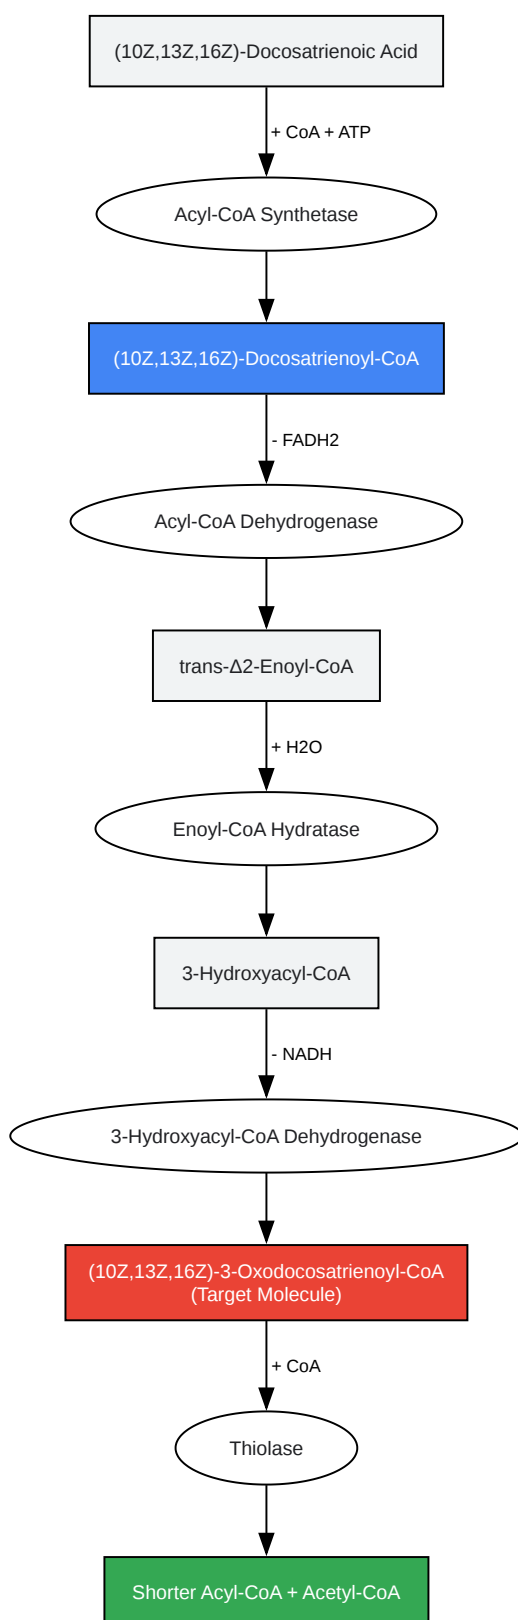 (10Z,13Z,16Z)-Docosatrienoic Acid
+ CoA + ATP
Acyl-CoA Synthetase
(10Z,13Z,16Z)-Docosatrienoyl-CoA
- FADH2
Acyl-CoA Dehydrogenase
trans-Δ2-Enoyl-CoA
+ H2O
Enoyl-CoA Hydratase
3-Hydroxyacyl-CoA
- NADH
3-Hydroxyacyl-CoA Dehydrogenase
(10Z,13Z,16Z)-3-Oxodocosatrienoyl-CoA
(Target Molecule)
+ CoA
Thiolase
Shorter Acyl-CoA + Acetyl-CoA